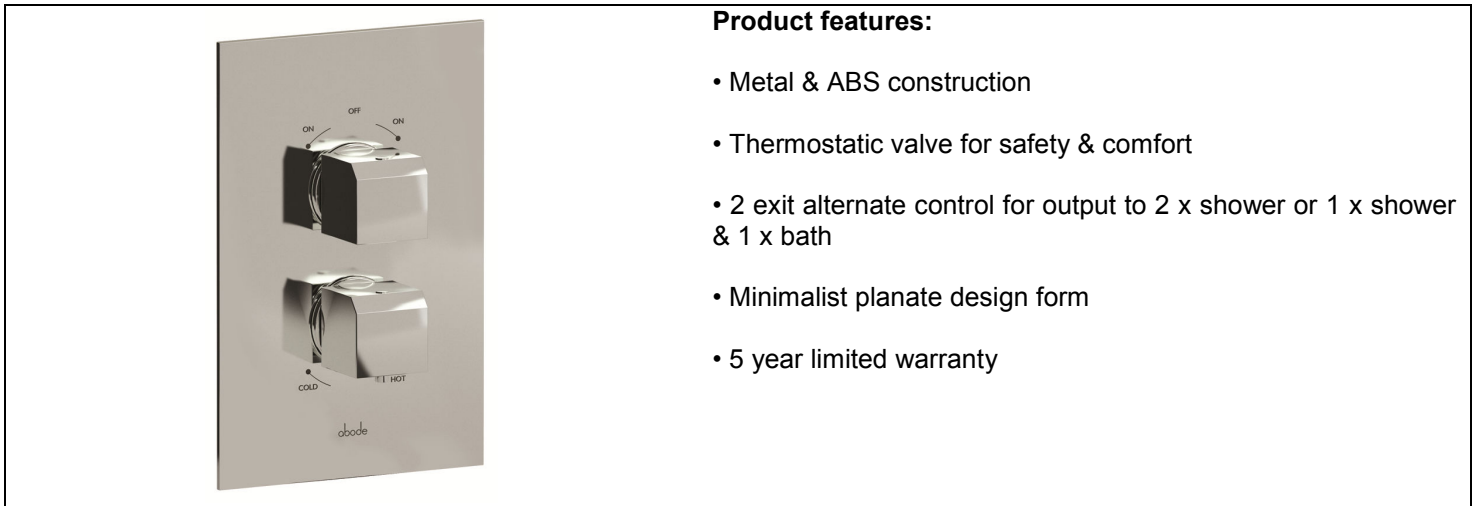 Product features:
• Metal & ABS construction
• Thermostatic valve for safety & comfort
• 2 exit alternate control for output to 2 x shower or 1 x shower
& 1 x bath
• Minimalist planate design form
• 5 year limited warranty
OFF
ON
ON
COLD
HOT
abode